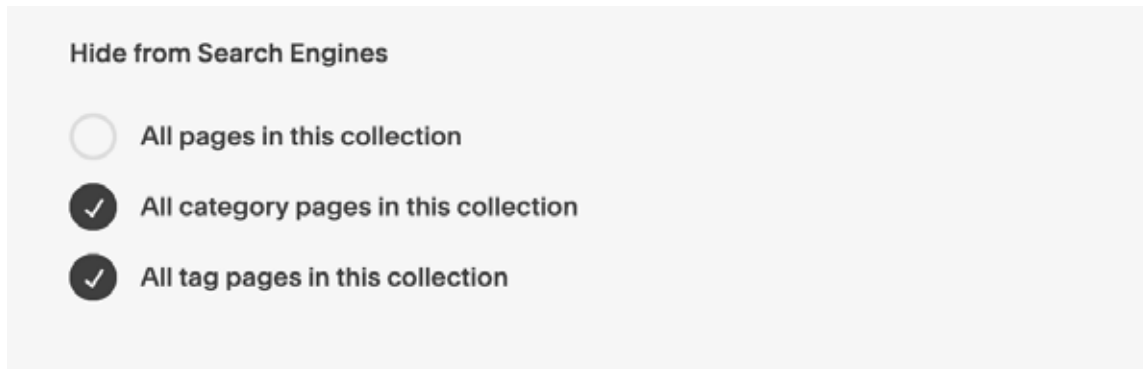 Hide from Search Engines
All pages in this collection
All category pages in this collection
All tag pages in this collection